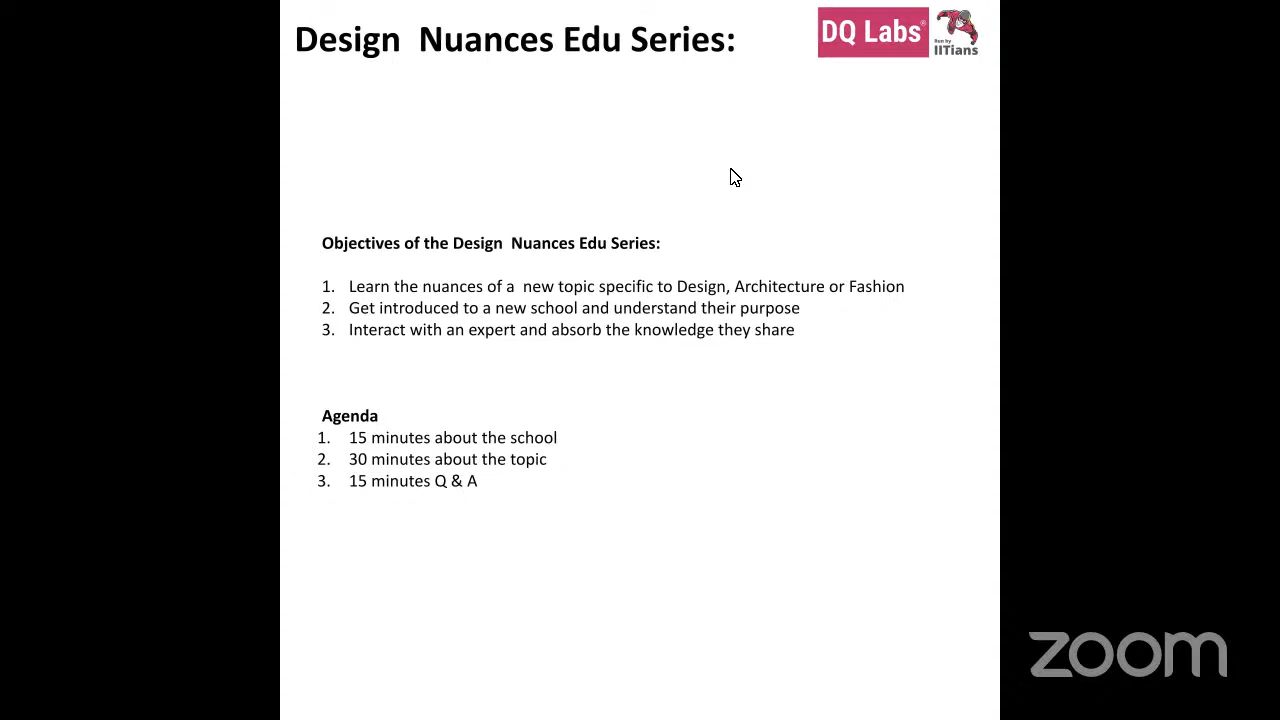 Design  Nuances Edu Series:
DQ Labs®
Run by
IITians
Objectives of the Design  Nuances Edu Series:
1. Learn the nuances of a  new topic specific to Design, Architecture or Fashion
2. Get introduced to a new school and understand their purpose
3. Interact with an expert and absorb the knowledge they share
Agenda
1. 15 minutes about the school
2. 30 minutes about the topic
3. 15 minutes Q & A
zoom